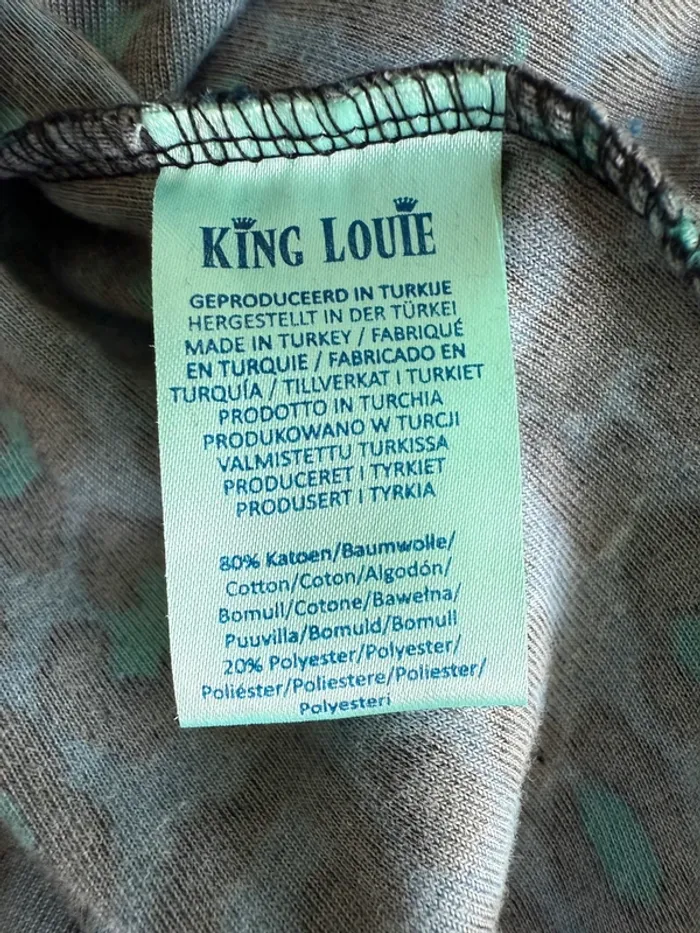 KING LOUIE
GEPRODUCEERD IN TURKIJE
HERGESTELLT IN DER TÜRKEI
MADE IN TURKEY / FABRIQUÉ
EN TURQUIE / FABRICADO EN
TURQUÍA / TILLVERKAT I TURKIET
PRODOTTO IN TURCHIA
PRODUKOWANO W TURCJI
VALMISTETTU TURKISSA
PRODUCERET I TYRKIET
PRODUSERT I TYRKIA
80% Katoen/Baumwolle/
Cotton/Coton/Algodón/
Bomull/Cotone/Bawełna/
Puuvilla/Bomuld/Bomull
20% Polyester/Polyester/
Poliéster/Poliestere/Poliester/
Polyesteri